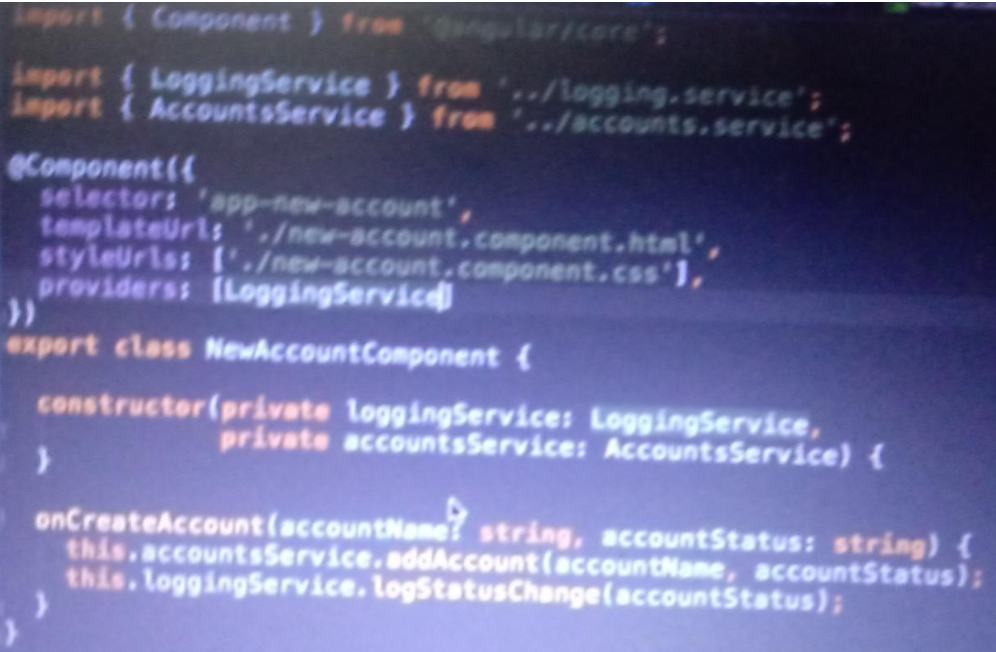 import { Component } from '@angular/core';
import { LoggingService } from '../logging.service';
import { AccountsService } from '../accounts.service';
@Component({
selector: 'app-new-account',
templateUrl: './new-account.component.html',
styleUrls: ['./new-account.component.css'],
providers: [LoggingService]
})
export class NewAccountComponent {
constructor(private loggingService: LoggingService,
private accountsService: AccountsService) {
}
onCreateAccount(accountName: string, accountStatus: string) {
this.accountsService.addAccount(accountName, accountStatus);
this.loggingService.logStatusChange(accountStatus);
}
}